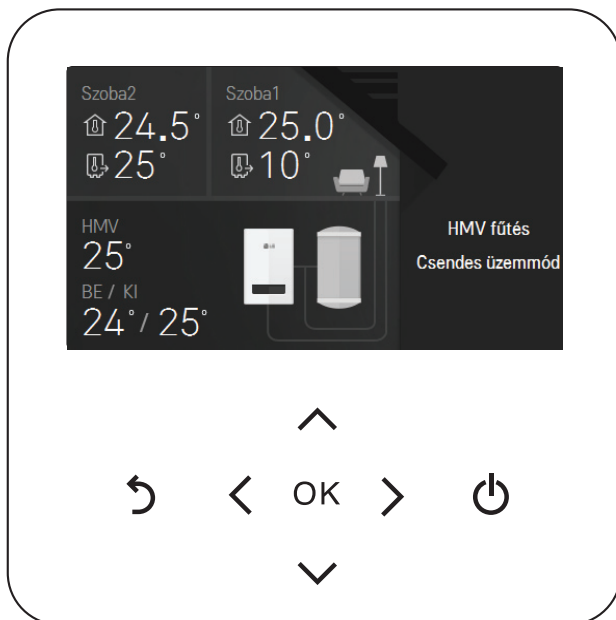 Szoba2
24.5°
25°
Szoba1
25.0°
10°
HMV
25°
BE / KI
24° / 25°
LG
HMV fűtés
Csendes üzemmód
OK